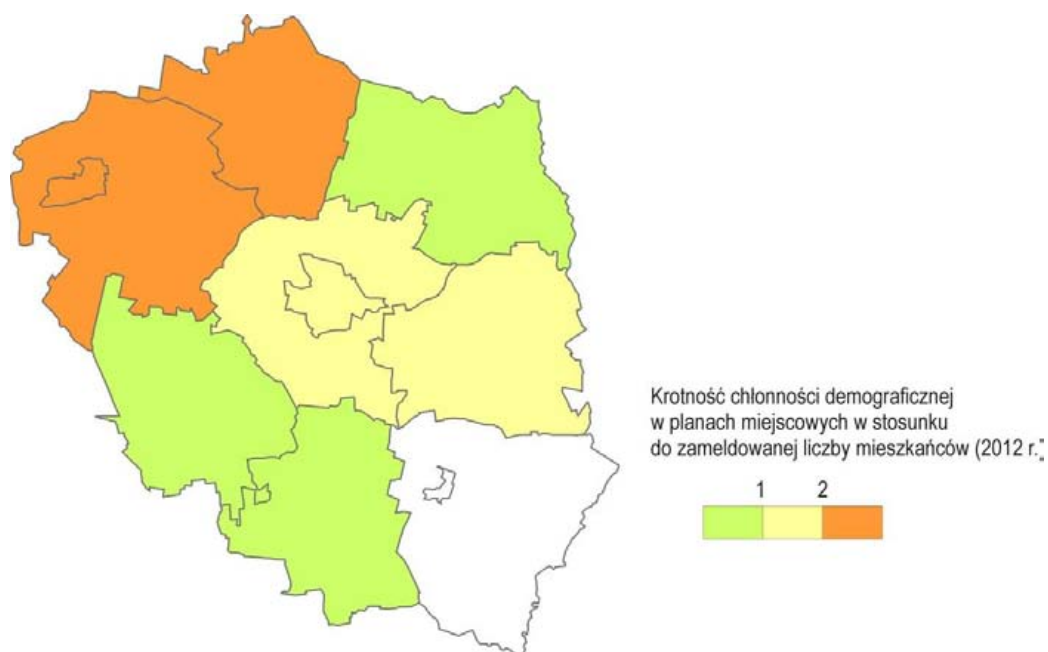 Krotność chłonności demograficznej
w planach miejscowych w stosunku
do zameldowanej liczby mieszkańców (2012 r.)
1 2